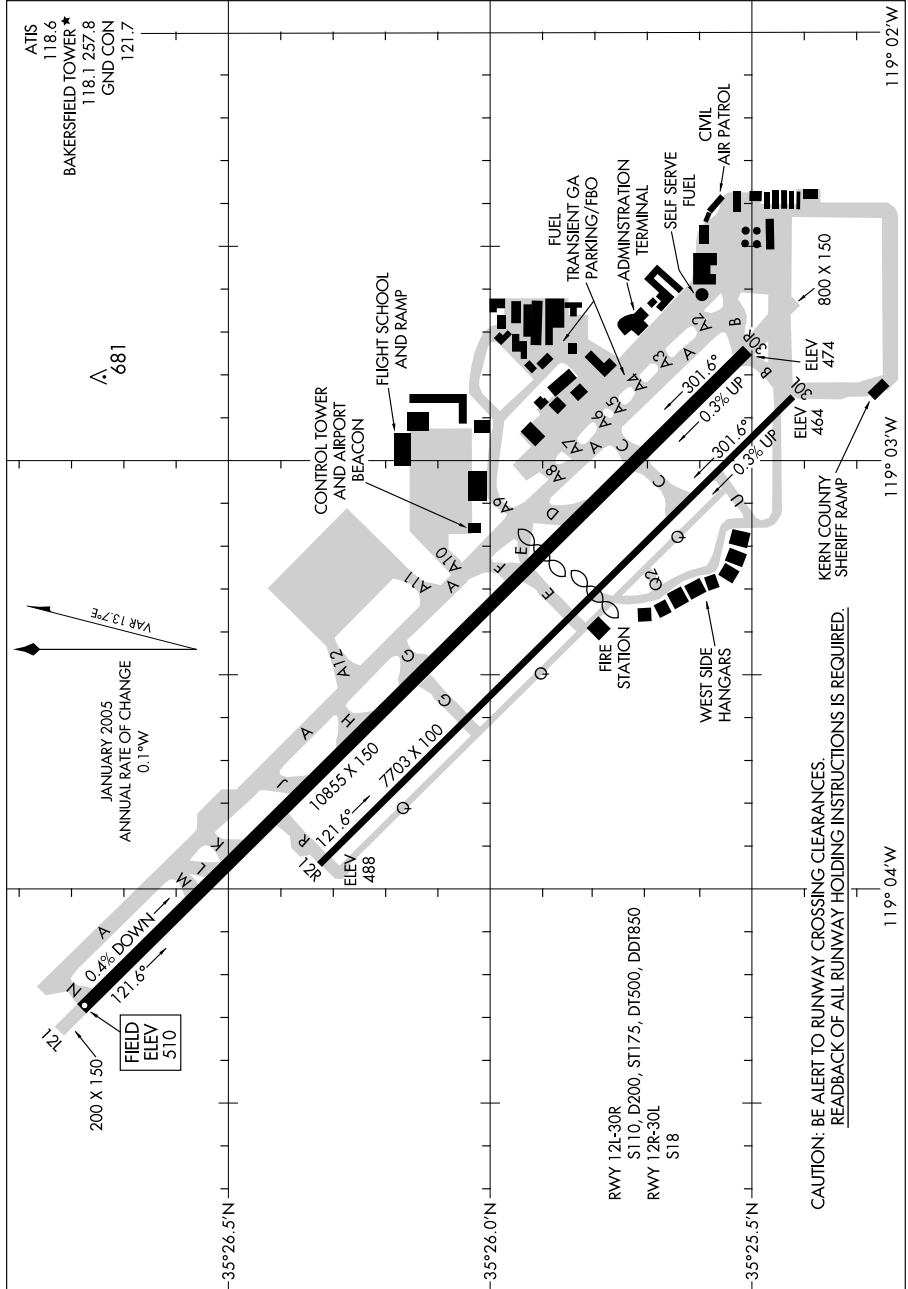 ATIS
118.6
BAKERSFIELD TOWER★
118.1 257.8
GND CON
121.7
JANUARY 2005
ANNUAL RATE OF CHANGE
0.1°W
VAR 13.7°E
681
FLIGHT SCHOOL
AND RAMP
CONTROL TOWER
AND AIRPORT
BEACON
FUEL
TRANSIENT GA
PARKING/FBO
ADMINSTRATION
TERMINAL
SELF SERVE
FUEL
CIVIL
AIR PATROL
12L
200 X 150
FIELD
ELEV
510
N
A
0.4% DOWN
121.6°
M
L
K
J
A
H
A12
G
G
A11
A10
A
F
E
E
A9
D
A8
A7
A
A6
A5
A4
C
C
A3
A
A2
B
B
10855 X 150
7703 X 100
R
12R
121.6°
ELEV
488
Q
Q
Q2
Q
U
301.6°
0.3% UP
301.6°
0.3% UP
30R
ELEV
474
30L
ELEV
464
800 X 150
FIRE
STATION
WEST SIDE
HANGARS
KERN COUNTY
SHERIFF RAMP
RWY 12L-30R
S110, D200, ST175, DT500, DDT850
RWY 12R-30L
S18
CAUTION: BE ALERT TO RUNWAY CROSSING CLEARANCES.
READBACK OF ALL RUNWAY HOLDING INSTRUCTIONS IS REQUIRED.
35°26.5'N
35°26.0'N
35°25.5'N
119° 04'W
119° 03'W
119° 02'W